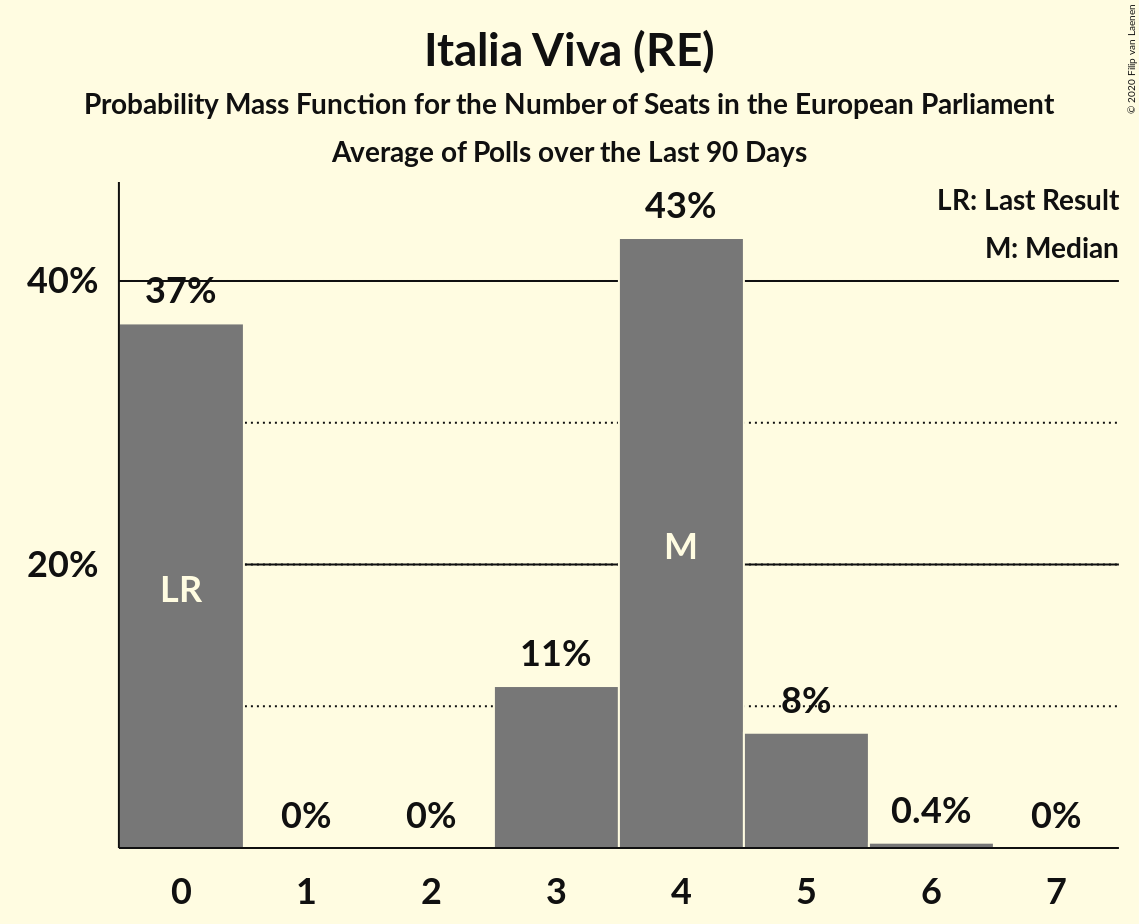 Italia Viva (RE)
Probability Mass Function for the Number of Seats in the European Parliament
Average of Polls over the Last 90 Days
© 2020 Filip van Laenen
LR: Last Result
M: Median
43%
40%
37%
M
20%
LR
11%
8%
0%
0%
0.4%
0%
0 1 2 3 4 5 6 7